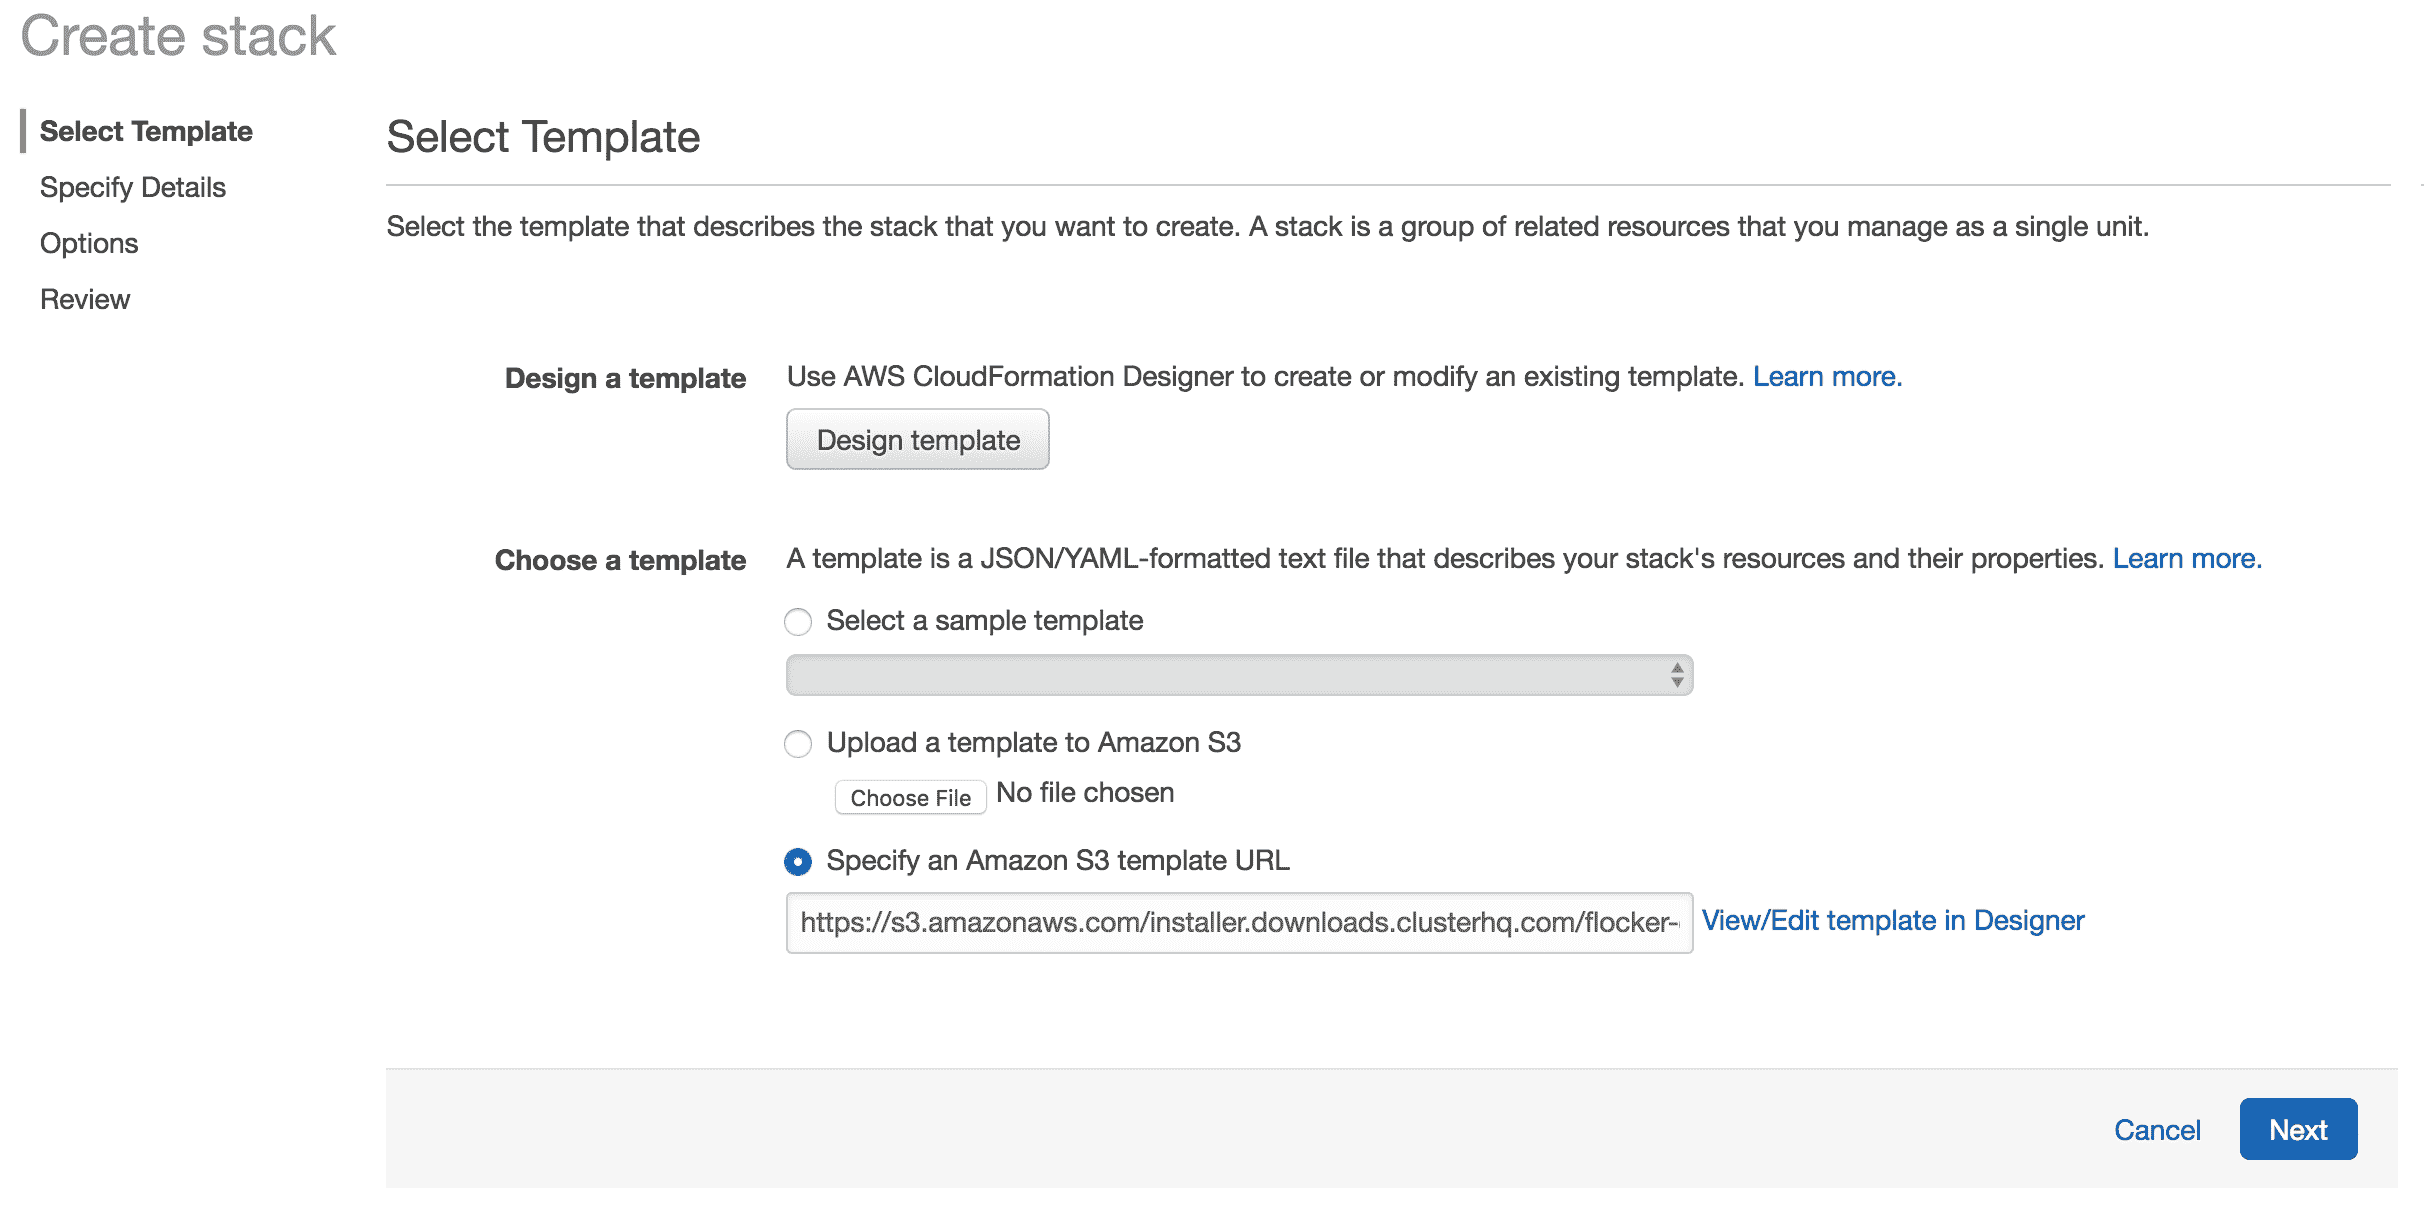 Create stack
Select Template
Specify Details
Options
Review
Select Template
Select the template that describes the stack that you want to create. A stack is a group of related resources that you manage as a single unit.
Design a template
Use AWS CloudFormation Designer to create or modify an existing template. Learn more.
Design template
Choose a template
A template is a JSON/YAML-formatted text file that describes your stack's resources and their properties. Learn more.
Select a sample template
Upload a template to Amazon S3
Choose File No file chosen
Specify an Amazon S3 template URL
https://s3.amazonaws.com/installer.downloads.clusterhq.com/flocker- View/Edit template in Designer
Cancel Next